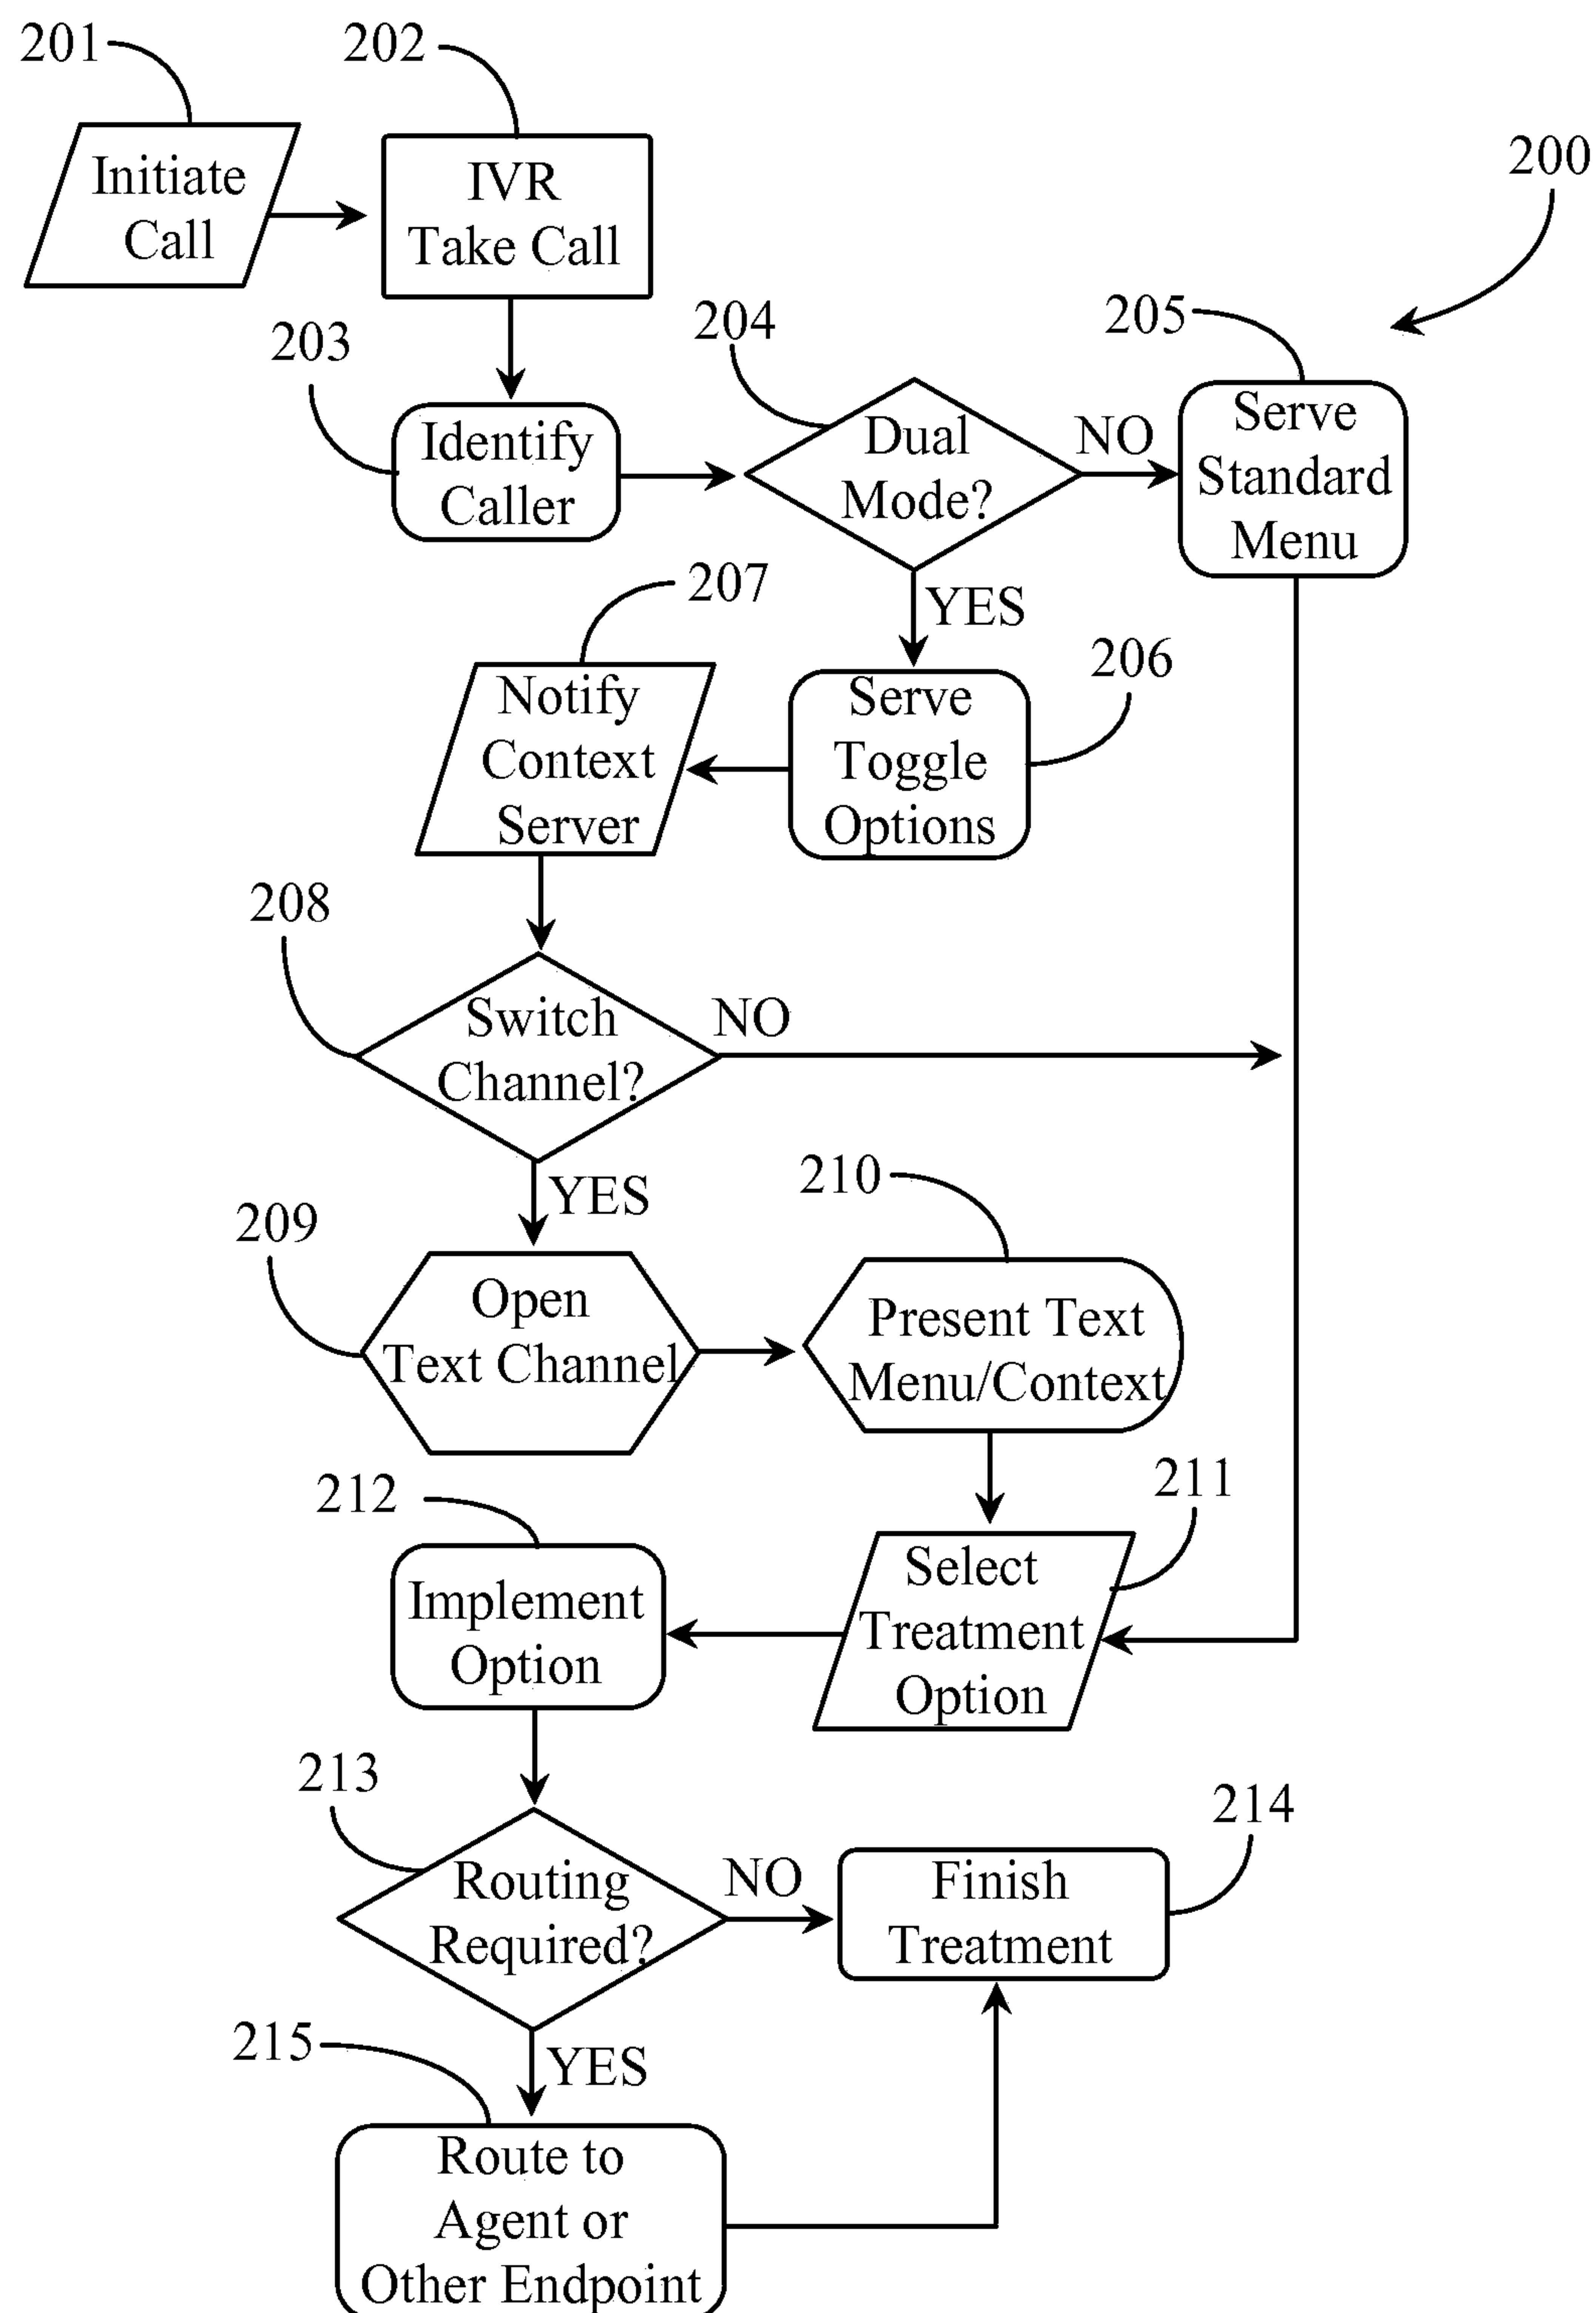 201
202
200
Initiate
Call
IVR
Take Call
203
204
205
Identify
Caller
Dual
Mode?
NO
Serve
Standard
Menu
YES
207
206
Notify
Context
Server
Serve
Toggle
Options
208
Switch
Channel?
NO
YES
209
210
Open
Text Channel
Present Text
Menu/Context
212
211
Implement
Option
Select
Treatment
Option
213
214
Routing
Required?
NO
Finish
Treatment
215
YES
Route to
Agent or
Other Endpoint